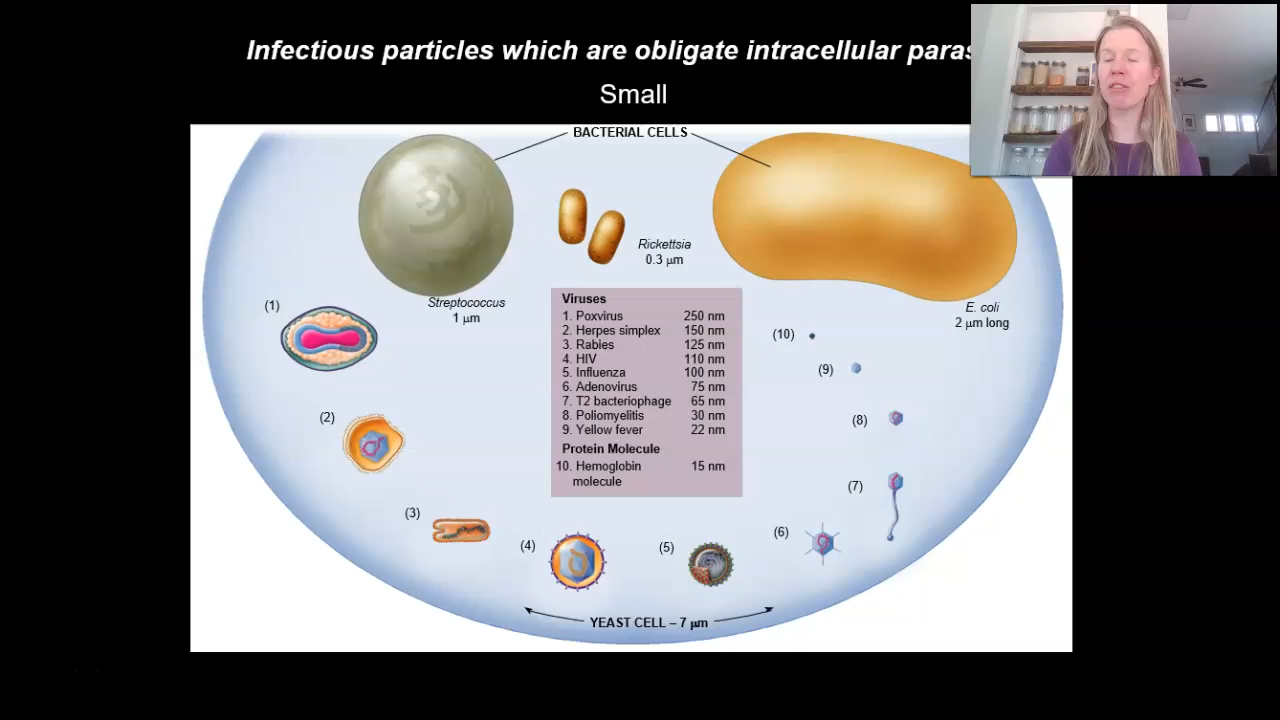 Infectious particles which are obligate intracellular
Small
BACTERIAL CELLS
Rickettsia
0.3 µm
Streptococcus
1 µm
E. coli
2 µm long
Viruses
1. Poxvirus 250 nm
2. Herpes simplex 150 nm
3. Rabies 125 nm
4. HIV 110 nm
5. Influenza 100 nm
6. Adenovirus 75 nm
7. T2 bacteriophage 65 nm
8. Poliomyelitis 30 nm
9. Yellow fever 22 nm
Protein Molecule
10. Hemoglobin 15 nm
molecule
(1)
(2)
(3)
(4)
(5)
(6)
(7)
(8)
(9)
(10)
YEAST CELL – 7 µm